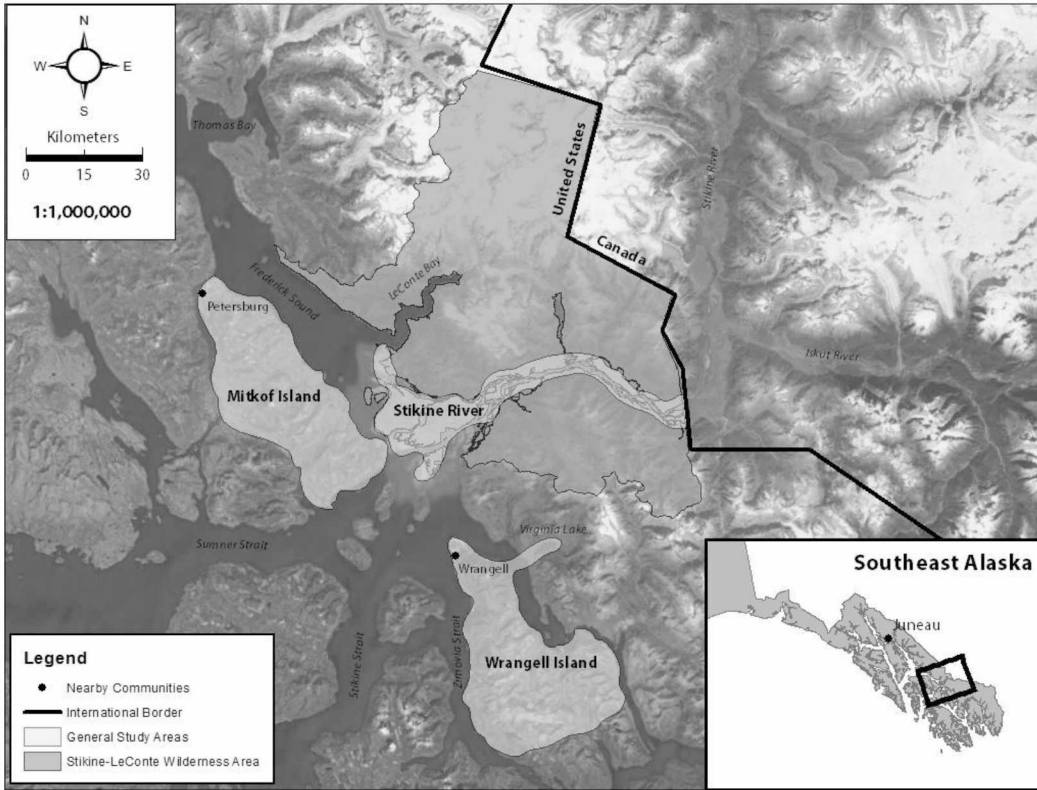 N
W E
S
Kilometers
0 15 30
1:1,000,000
Thomas Bay
United States
Canada
Stikine River
LeConte Bay
Frederick Sound
Petersburg
Iskut River
Mitkof Island
Stikine River
Sumner Strait
Virginia Lake
Wrangell
Zimovia Strait
Stikine Strait
Wrangell Island
Southeast Alaska
Juneau
Legend
Nearby Communities
International Border
General Study Areas
Stikine-LeConte Wilderness Area